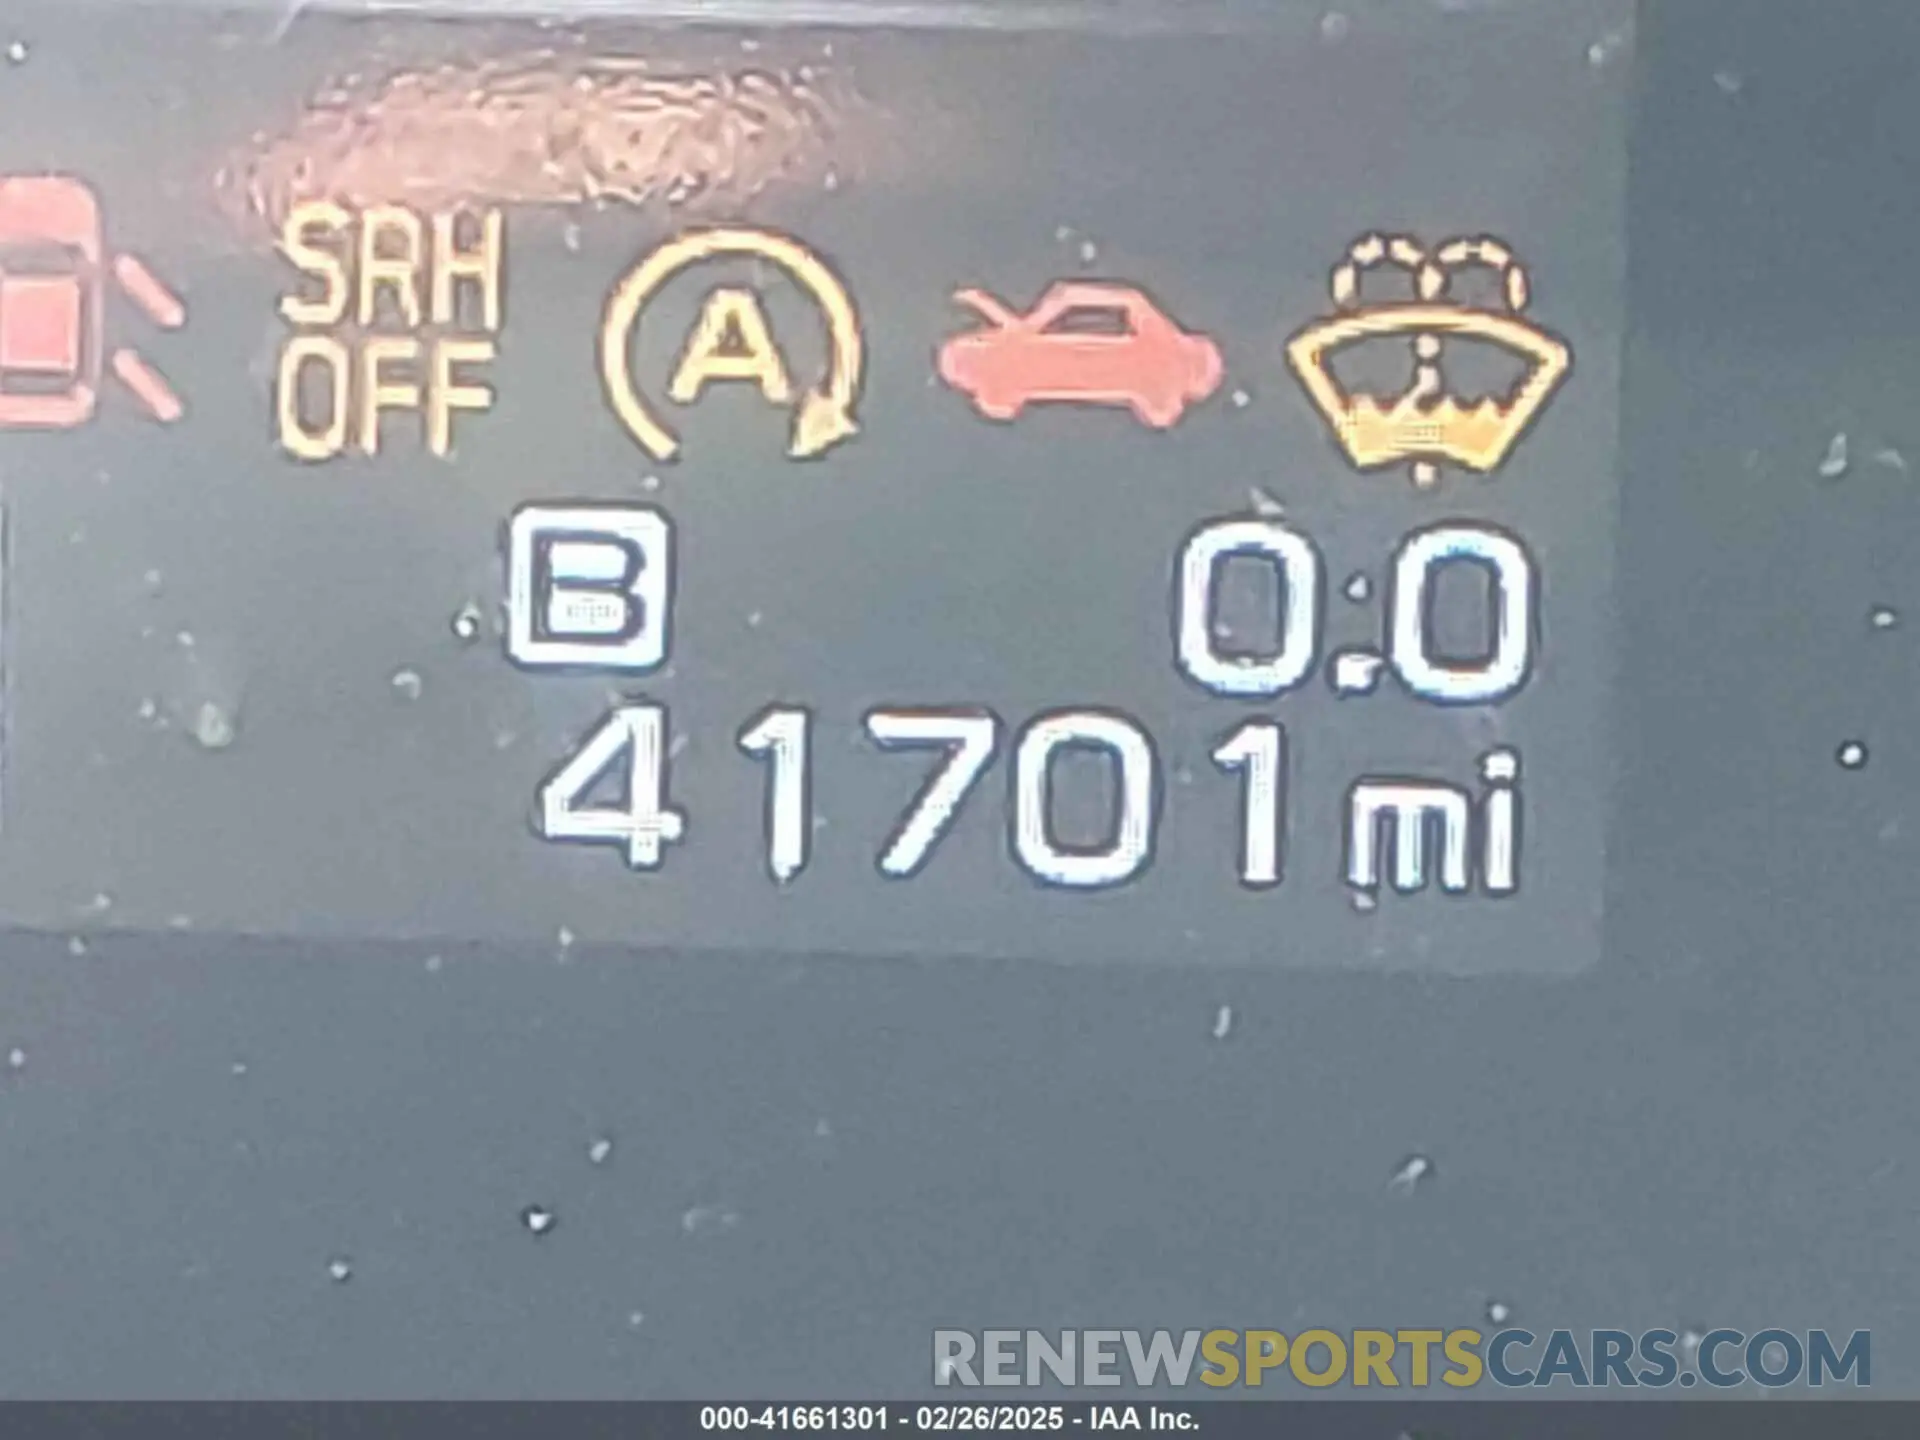 SRH
OFF
A
B 0.0
41701 mi
RENEWSPORTSCARS.COM
000-41661301 - 02/26/2025 - IAA Inc.